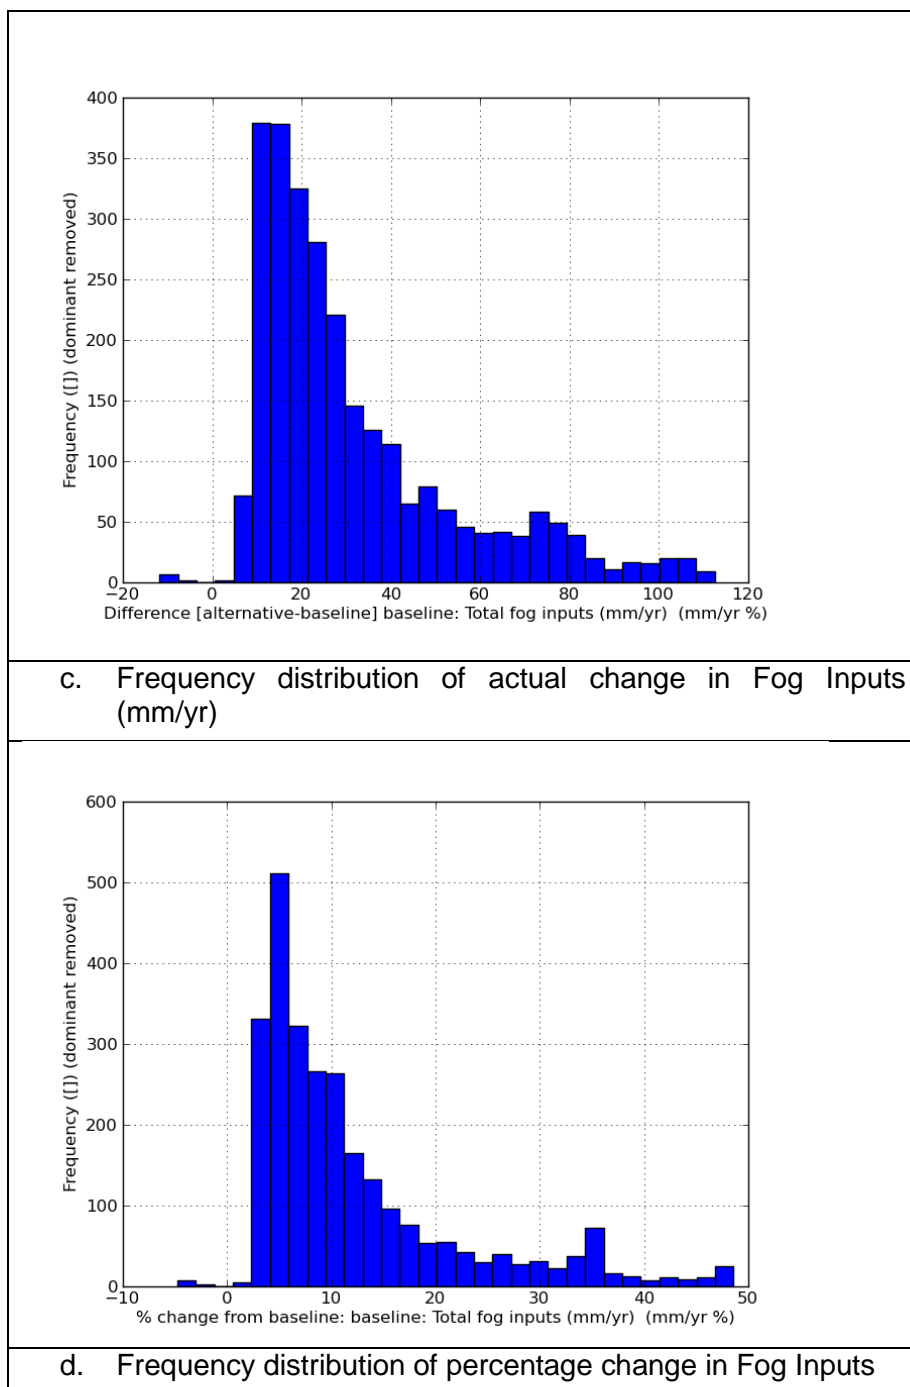 400
350
300
250
200
150
100
50
0
−20 0 20 40 60 80 100 120
Frequency ([]) (dominant removed)
Difference [alternative-baseline] baseline: Total fog inputs (mm/yr)  (mm/yr %)
c. Frequency distribution of actual change in Fog Inputs
(mm/yr)
600
500
400
300
200
100
0
−10 0 10 20 30 40 50
Frequency ([]) (dominant removed)
% change from baseline: baseline: Total fog inputs (mm/yr)  (mm/yr %)
d. Frequency distribution of percentage change in Fog Inputs